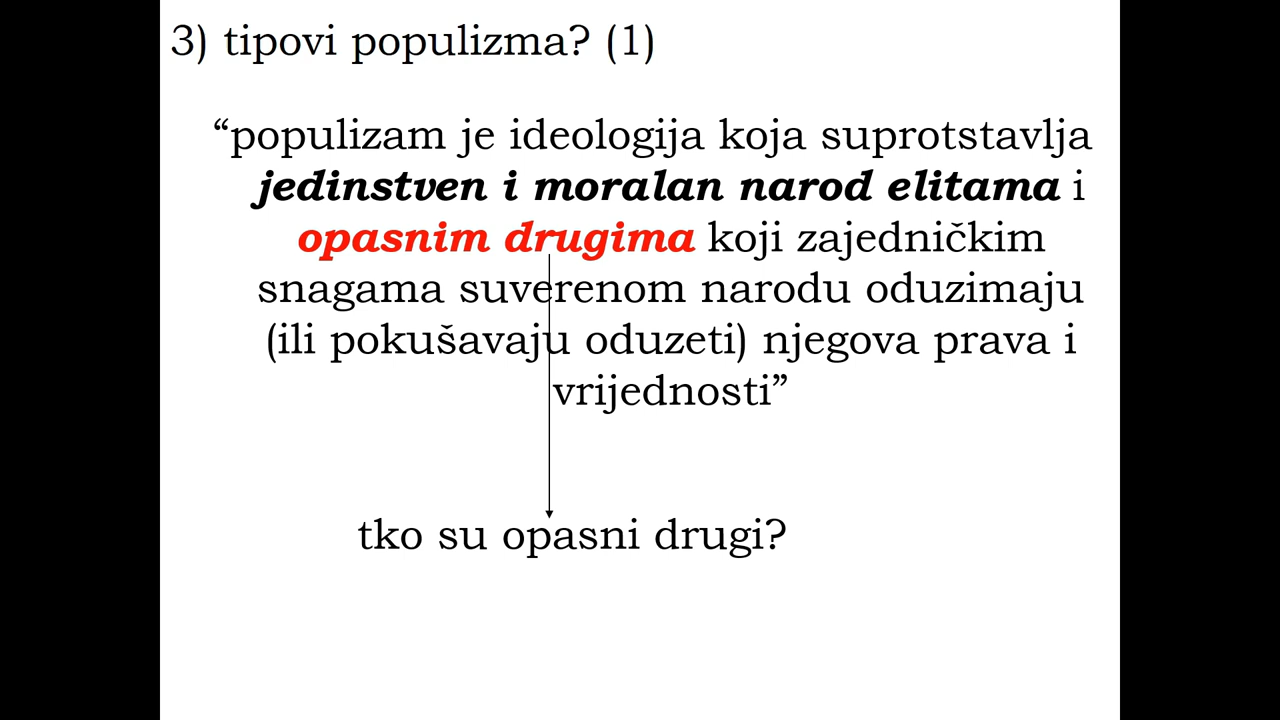 3) tipovi populizma? (1)
“populizam je ideologija koja suprotstavlja
jedinstven i moralan narod elitama i
opasnim drugima koji zajedničkim
snagama suverenom narodu oduzimaju
(ili pokušavaju oduzeti) njegova prava i
vrijednosti”
tko su opasni drugi?